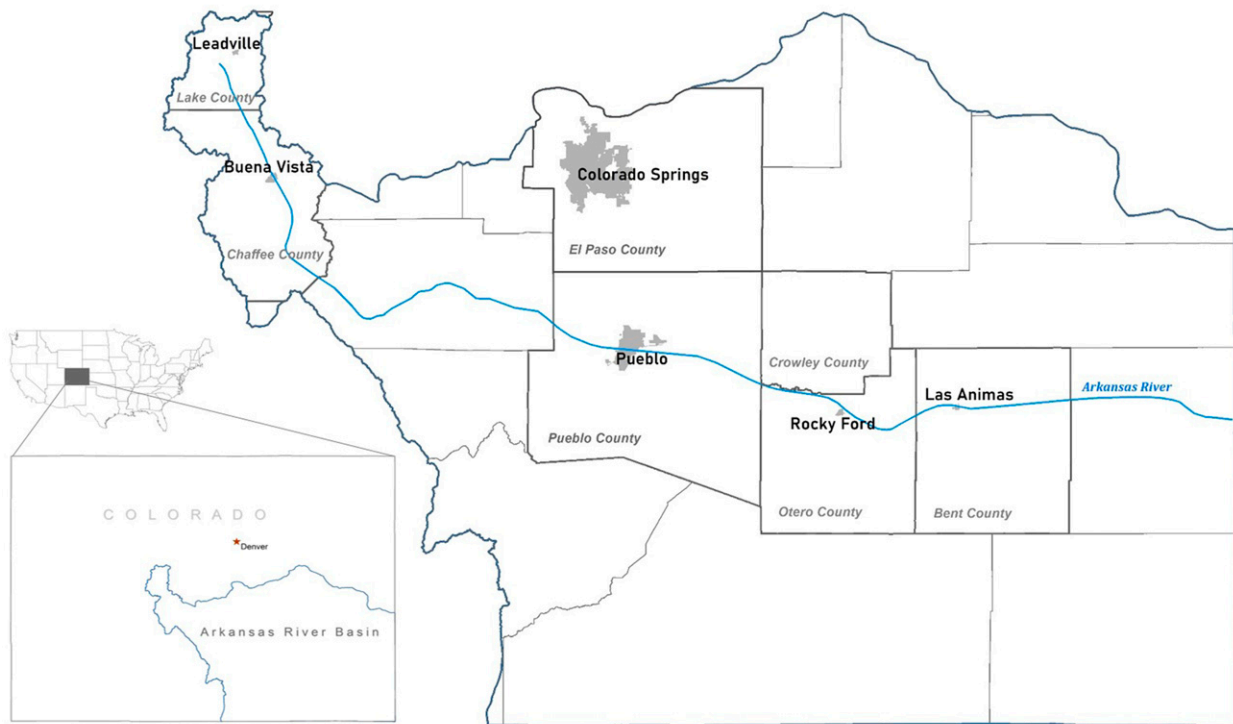 Leadville
Lake County
Buena Vista
Colorado Springs
Chaffee County
El Paso County
Pueblo
Crowley County
Las Animas
Arkansas River
Rocky Ford
Pueblo County
Otero County
Bent County
COLORADO
Denver
Arkansas River Basin